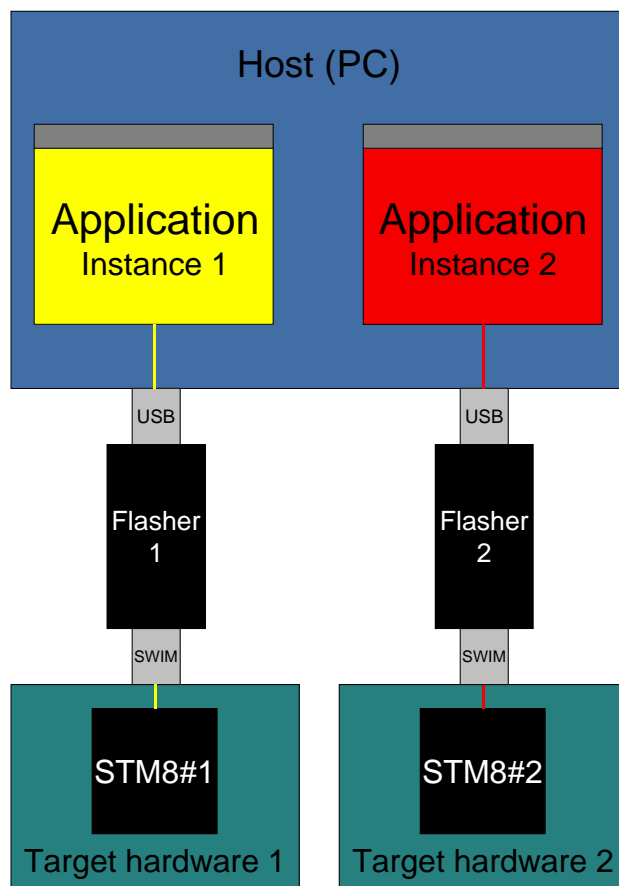 Host (PC)
Application
Instance 1
Application
Instance 2
USB
USB
Flasher
1
Flasher
2
SWIM
SWIM
STM8#1
STM8#2
Target hardware 1
Target hardware 2